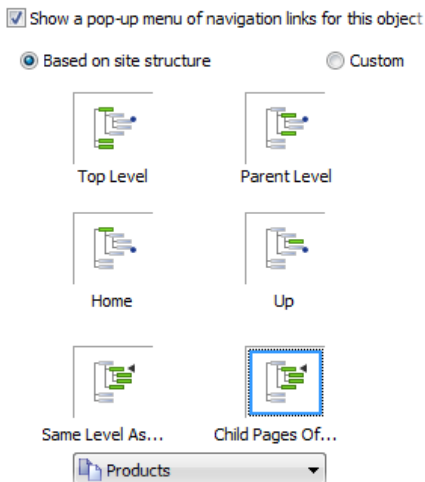 Show a pop-up menu of navigation links for this object
Based on site structure
Custom
Top Level
Parent Level
Home
Up
Same Level As...
Child Pages Of...
Products